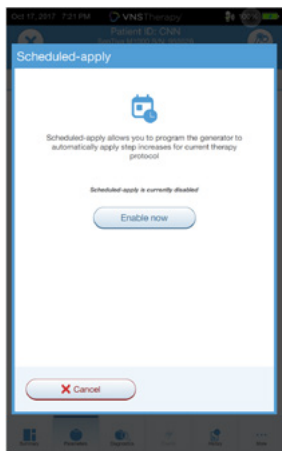 Oct 17, 2017 7:21 PM VNSTherapy
Patient ID: CNN
Scheduled-apply
Scheduled-apply allows you to program the generator to
automatically apply step increases for current therapy
protocol
Scheduled-apply is currently disabled
Enable now
Cancel
Summary Parameters Diagnostics